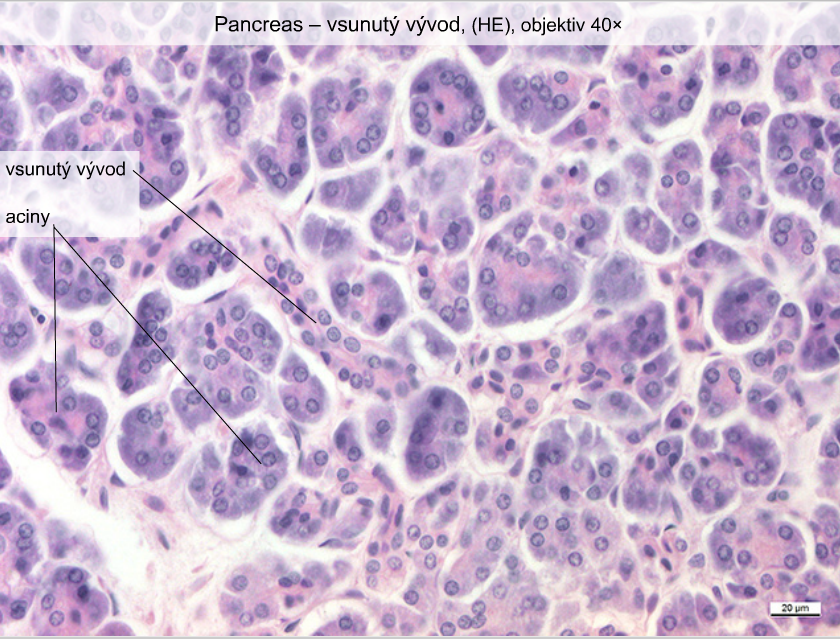 Pancreas – vsunutý vývod, (HE), objektiv 40×
vsunutý vývod
aciny
20 µm